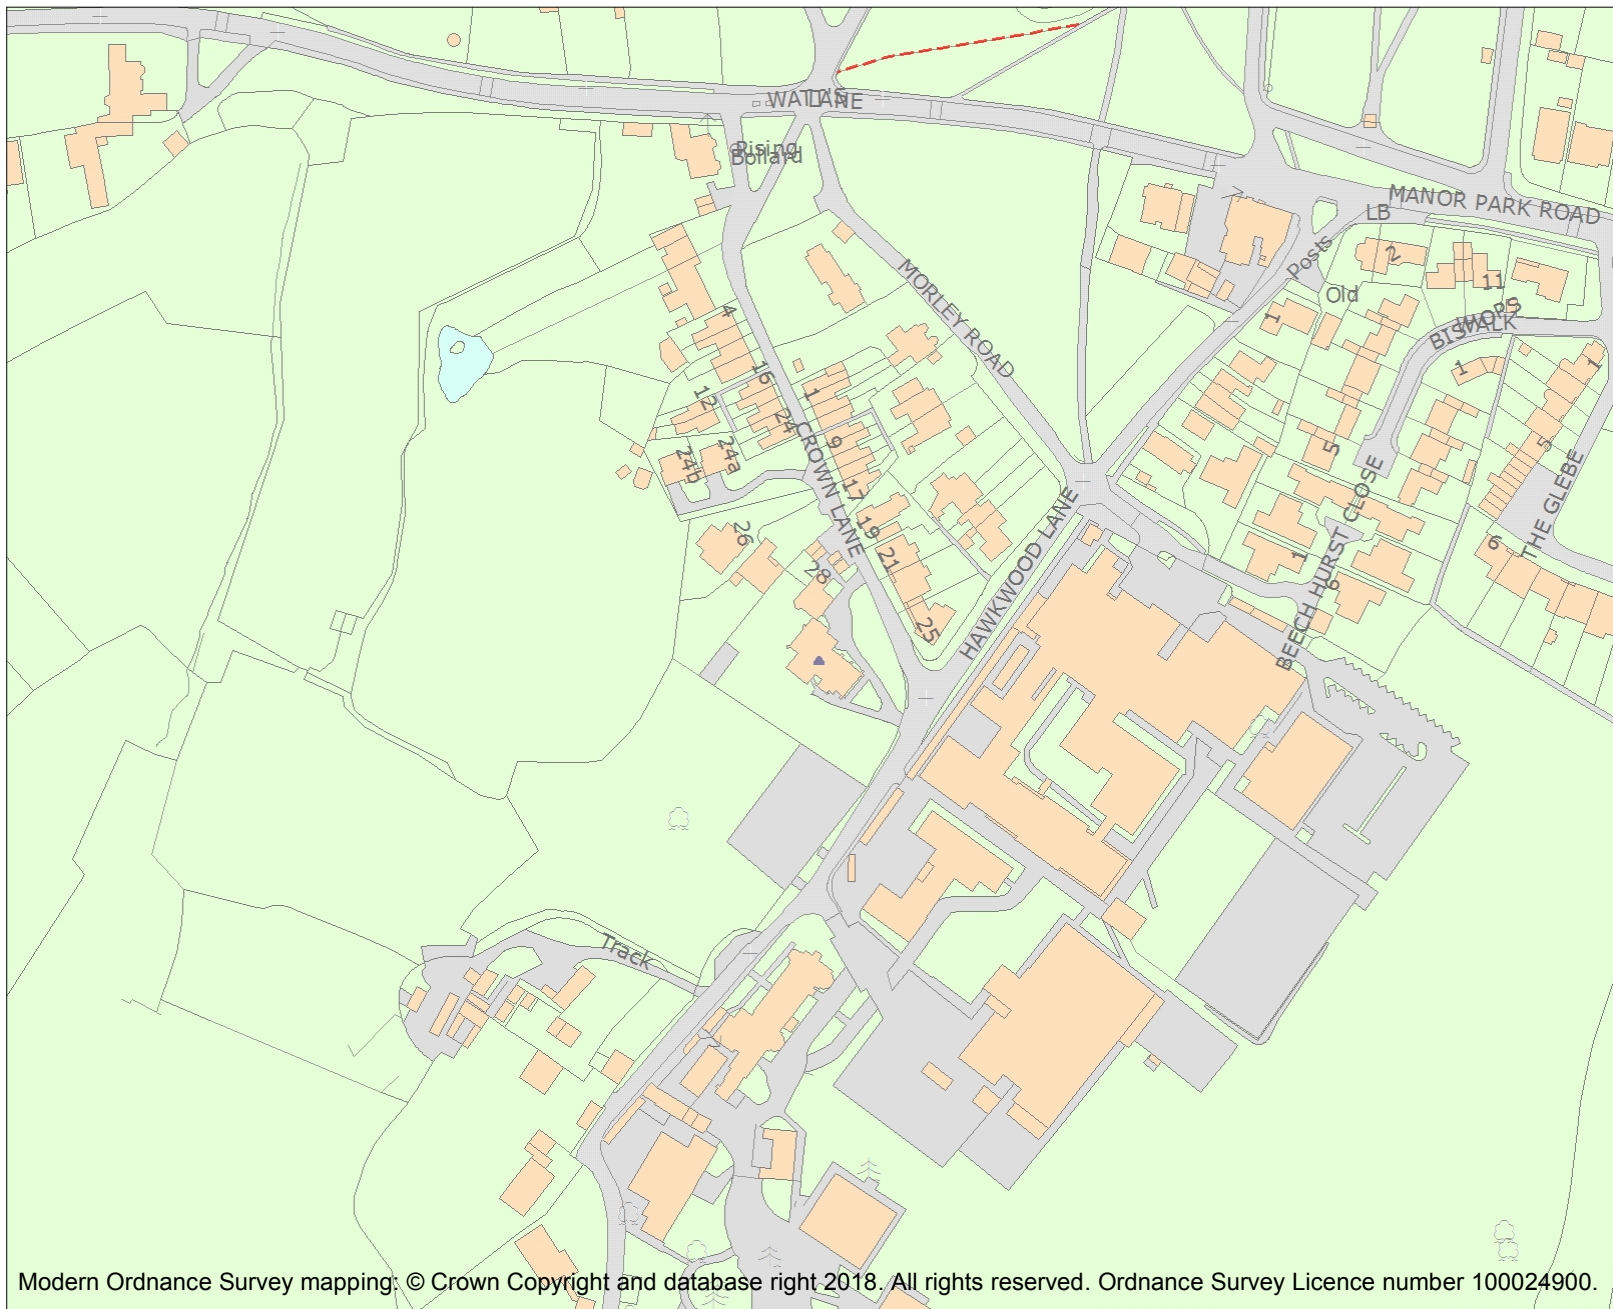 WATTS LANE
Rising
Bollard
MANOR PARK ROAD
LB
Posts
2
Old
11
BISHOPS
WALK
MORLEY ROAD
4
1
1
1
16
12
1
24
CROWN LANE
9
5
5
24a
24b
17
HAWKWOOD LANE
BEECH HURST CLOSE
THE GLEBE
19
26
21
1
6
28
6
25
Track
Modern Ordnance Survey mapping: © Crown Copyright and database right 2018. All rights reserved. Ordnance Survey Licence number 100024900.